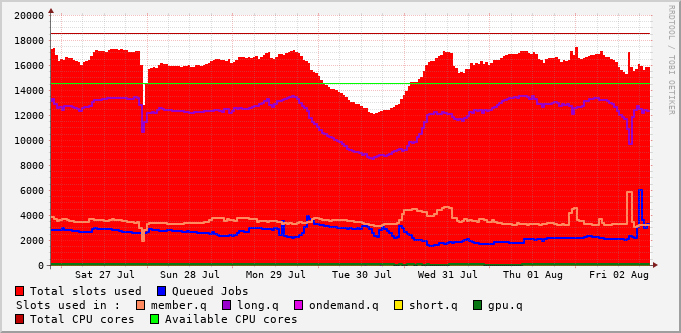 20000
18000
16000
14000
12000
10000
8000
6000
4000
2000
0
Sat 27 Jul Sun 28 Jul Mon 29 Jul Tue 30 Jul Wed 31 Jul Thu 01 Aug Fri 02 Aug
Total slots used Queued Jobs
Slots used in : member.q long.q ondemand.q short.q gpu.q
Total CPU cores Available CPU cores
RRDTOOL / TOBI OETIKER